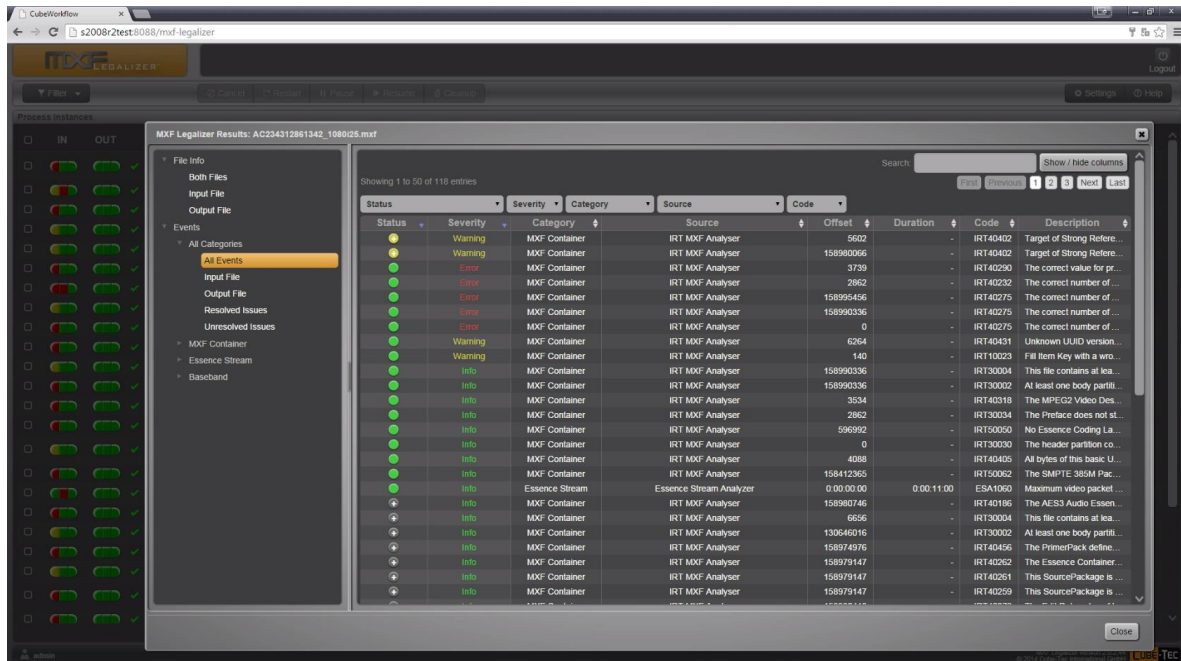 CubeWorkflow
s2008r2test:8088/mxf-legalizer
MXF LEGALIZER
Logout
Filter Cancel Restart Pause Resume Cleanup Settings Help
Process Instances
IN OUT
MXF Legalizer Results: AC234312861342_1080i25.mxf
File Info
Both Files
Input File
Output File
Events
All Categories
All Events
Input File
Output File
Resolved Issues
Unresolved Issues
MXF Container
Essence Stream
Baseband
Search: Show / hide columns
Showing 1 to 50 of 118 entries
First Previous 1 2 3 Next Last
Status Severity Category Source Code
Status Severity Category Source Offset Duration Code Description
Warning MXF Container IRT MXF Analyser 5602 - IRT40402 Target of Strong Refere...
Warning MXF Container IRT MXF Analyser 158980066 - IRT40402 Target of Strong Refere...
Error MXF Container IRT MXF Analyser 3739 - IRT40290 The correct value for pr...
Error MXF Container IRT MXF Analyser 2862 - IRT40232 The correct number of ...
Error MXF Container IRT MXF Analyser 158995456 - IRT40275 The correct number of ...
Error MXF Container IRT MXF Analyser 158990336 - IRT40275 The correct number of ...
Error MXF Container IRT MXF Analyser 0 - IRT40275 The correct number of ...
Warning MXF Container IRT MXF Analyser 6264 - IRT40431 Unknown UUID version...
Warning MXF Container IRT MXF Analyser 140 - IRT10023 Fill Item Key with a wro...
Info MXF Container IRT MXF Analyser 158990336 - IRT30004 This file contains at lea...
Info MXF Container IRT MXF Analyser 158990336 - IRT30002 At least one body partiti...
Info MXF Container IRT MXF Analyser 3534 - IRT40318 The MPEG2 Video Des...
Info MXF Container IRT MXF Analyser 2862 - IRT30034 The Preface does not st...
Info MXF Container IRT MXF Analyser 596992 - IRT50050 No Essence Coding La...
Info MXF Container IRT MXF Analyser 0 - IRT30030 The header partition co...
Info MXF Container IRT MXF Analyser 4088 - IRT40405 All bytes of this basic U...
Info MXF Container IRT MXF Analyser 158412365 - IRT50062 The SMPTE 385M Pac...
Info Essence Stream Essence Stream Analyzer 0:00:00:00 0:00:11:00 ESA1060 Maximum video packet ...
Info MXF Container IRT MXF Analyser 158980746 - IRT40186 The AES3 Audio Essen...
Info MXF Container IRT MXF Analyser 6656 - IRT30004 This file contains at lea...
Info MXF Container IRT MXF Analyser 130646016 - IRT30002 At least one body partiti...
Info MXF Container IRT MXF Analyser 158974976 - IRT40456 The PrimerPack define...
Info MXF Container IRT MXF Analyser 158979147 - IRT40262 The Essence Container...
Info MXF Container IRT MXF Analyser 158979147 - IRT40261 This SourcePackage is ...
Info MXF Container IRT MXF Analyser 158979147 - IRT40259 This SourcePackage is ...
Close
admin
CUBE-TEC